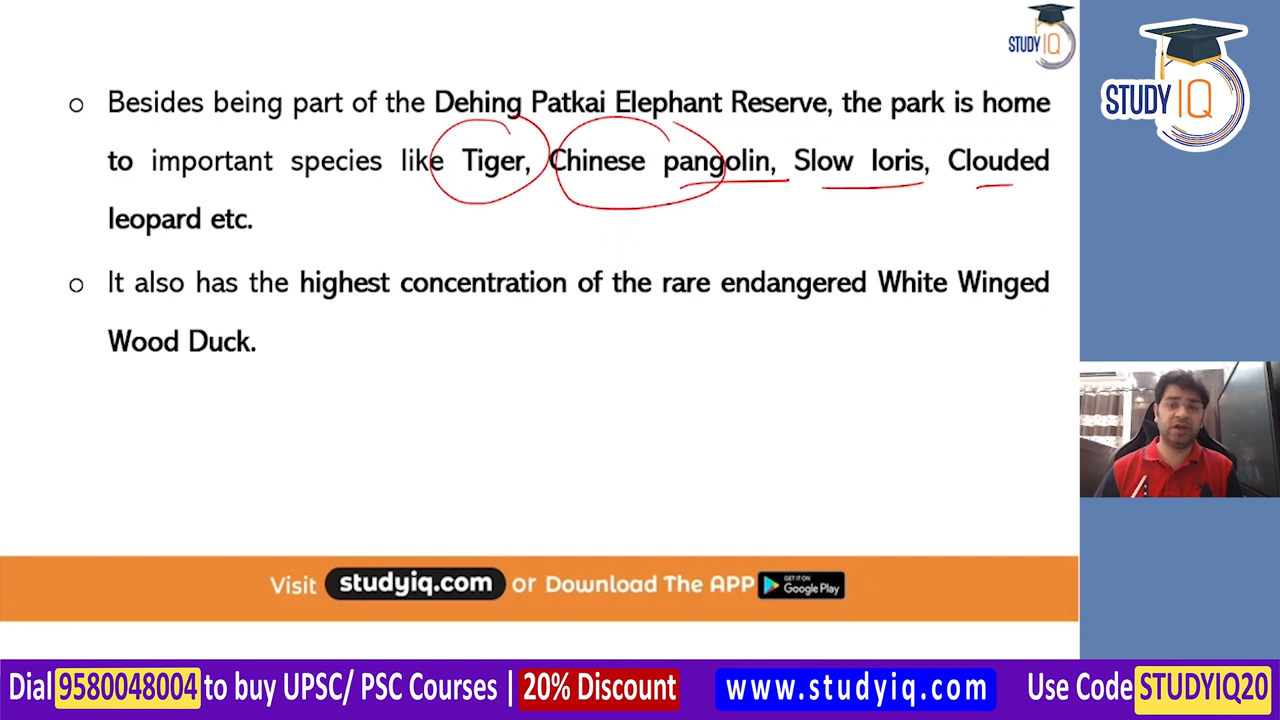 STUDY IQ
STUDY IQ
○ Besides being part of the Dehing Patkai Elephant Reserve, the park is home
to important species like Tiger, Chinese pangolin, Slow loris, Clouded
leopard etc.
○ It also has the highest concentration of the rare endangered White Winged
Wood Duck.
Visit studyiq.com or Download The APP GET IT ON Google Play
Dial 9580048004 to buy UPSC/ PSC Courses | 20% Discount www.studyiq.com Use Code STUDYIQ20